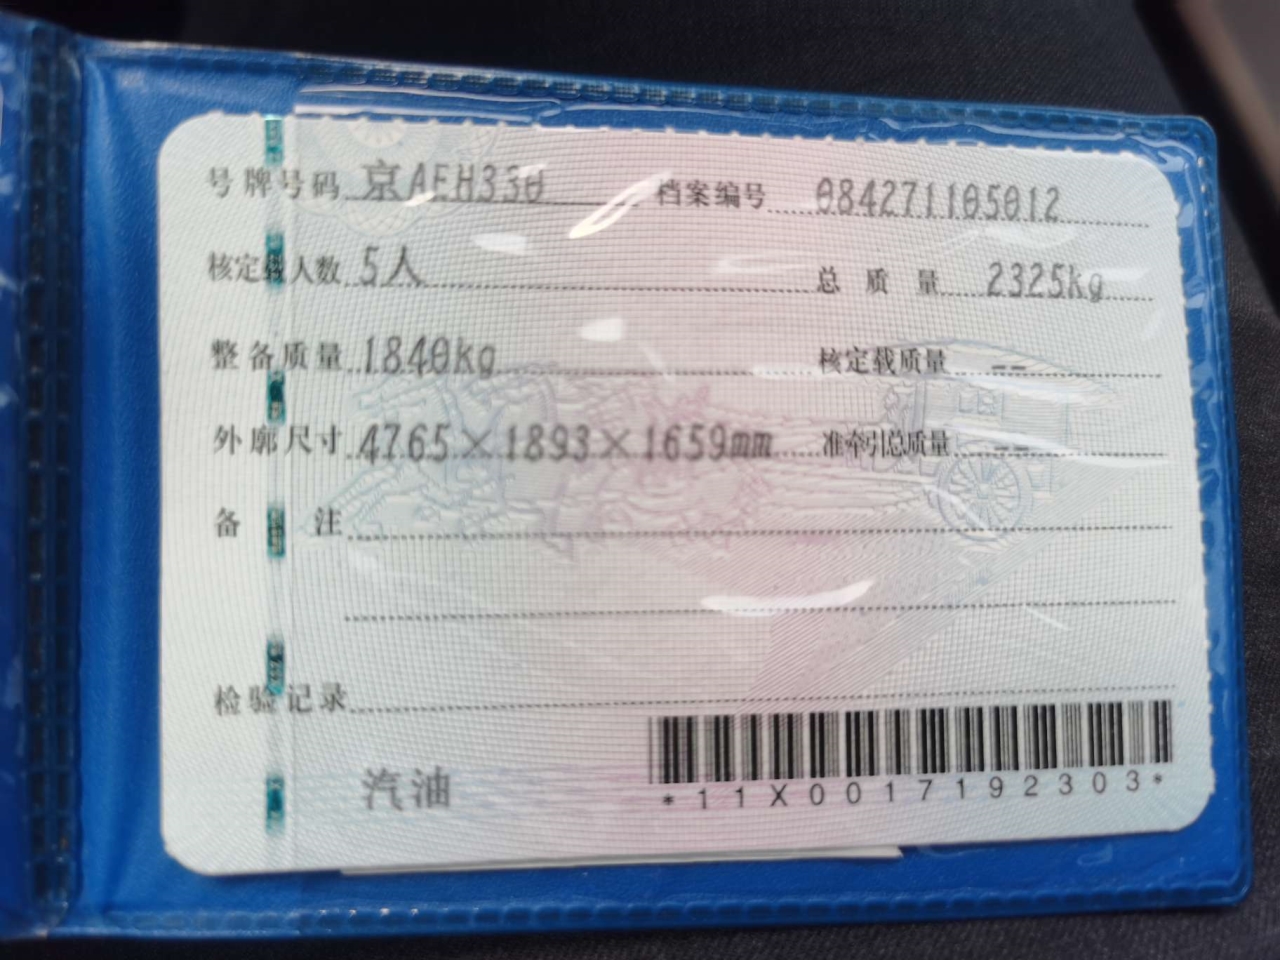 号牌号码 京AEH330 档案编号 084271105012
核定载人数 5人 总质量 2325kg
整备质量 1840kg 核定载质量 --
外廓尺寸 4765×1893×1659mm 准牵引总质量 --
备注
检验记录
汽油
*11X0017192303*